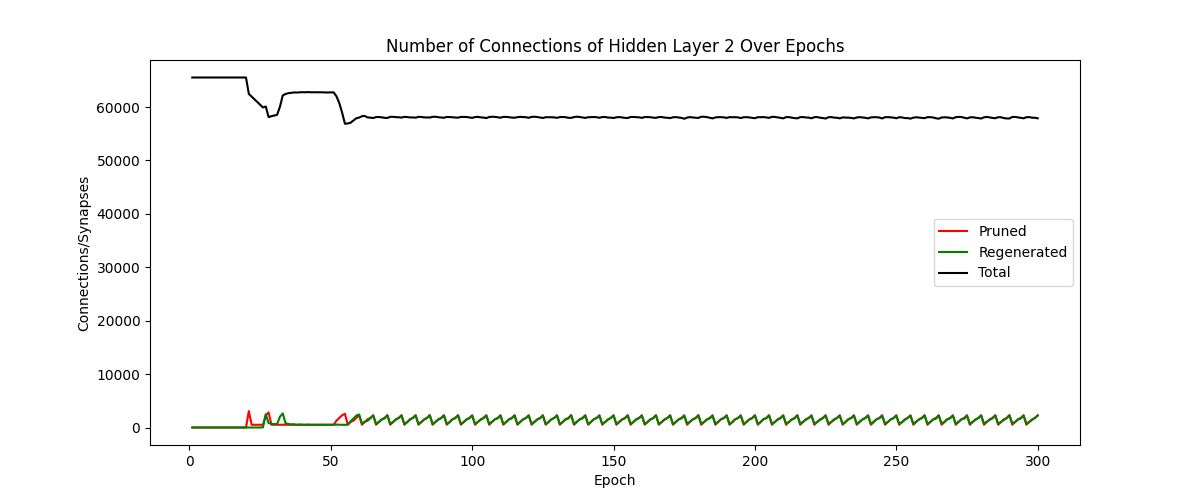 Number of Connections of Hidden Layer 2 Over Epochs
Connections/Synapses
60000
50000
40000
30000
20000
10000
0
Pruned
Regenerated
Total
0 50 100 150 200 250 300
Epoch